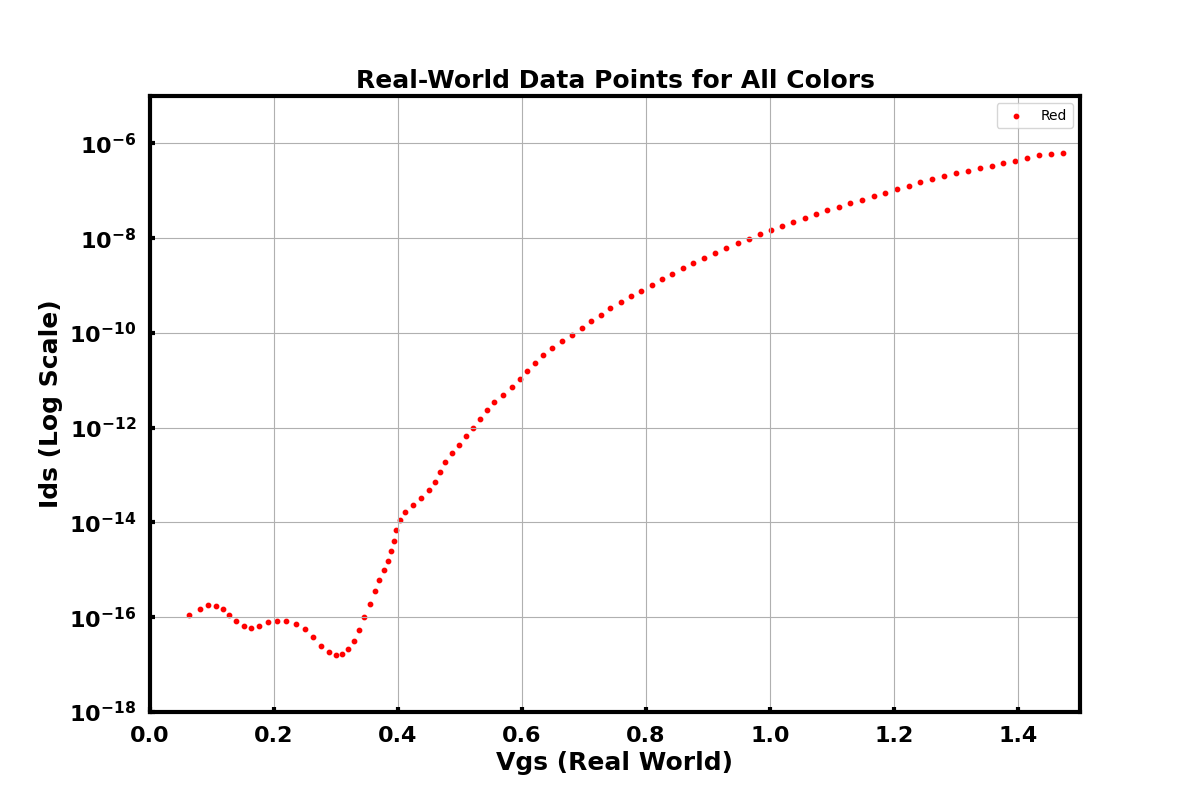 Real-World Data Points for All Colors
Red
10⁻⁶
10⁻⁸
10⁻¹⁰
10⁻¹²
10⁻¹⁴
10⁻¹⁶
10⁻¹⁸
Ids (Log Scale)
0.0 0.2 0.4 0.6 0.8 1.0 1.2 1.4
Vgs (Real World)